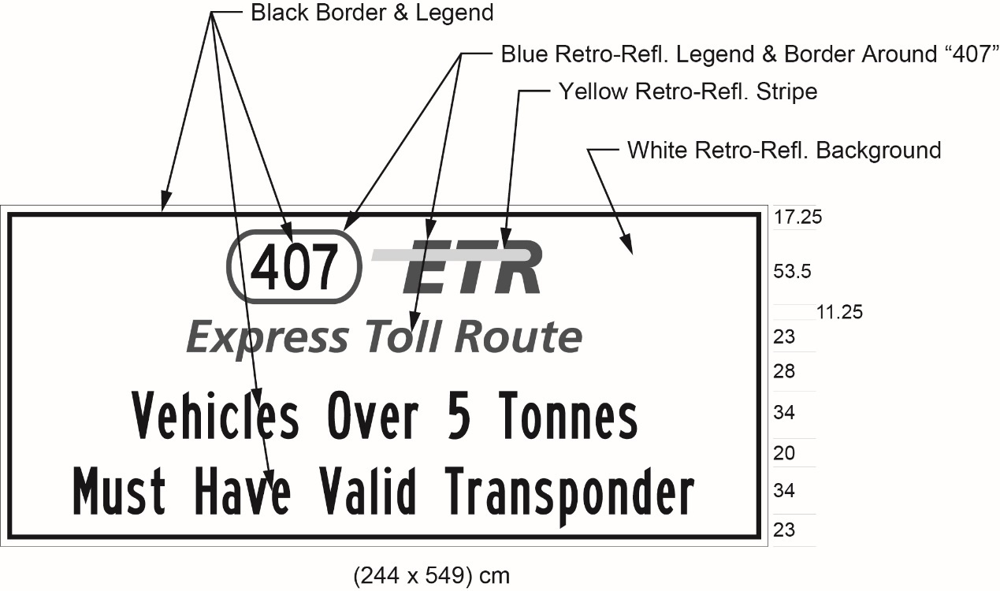 Black Border & Legend
Blue Retro-Refl. Legend & Border Around “407”
Yellow Retro-Refl. Stripe
White Retro-Refl. Background
407 ETR
Express Toll Route
Vehicles Over 5 Tonnes
Must Have Valid Transponder
17.25
53.5
11.25
23
28
34
20
34
23
(244 x 549) cm